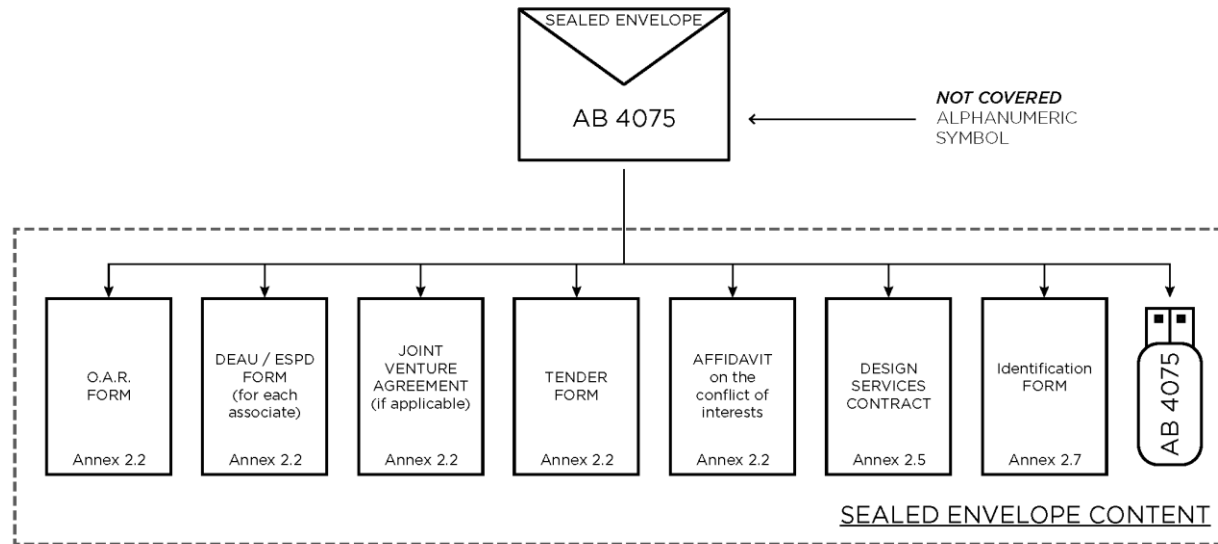 SEALED ENVELOPE
AB 4075
NOT COVERED
ALPHANUMERIC
SYMBOL
O.A.R.
FORM
Annex 2.2
DEAU / ESPD
FORM
(for each
associate)
Annex 2.2
JOINT
VENTURE
AGREEMENT
(if applicable)
Annex 2.2
TENDER
FORM
Annex 2.2
AFFIDAVIT
on the
conflict of
interests
Annex 2.2
DESIGN
SERVICES
CONTRACT
Annex 2.5
Identification
FORM
Annex 2.7
AB 4075
SEALED ENVELOPE CONTENT